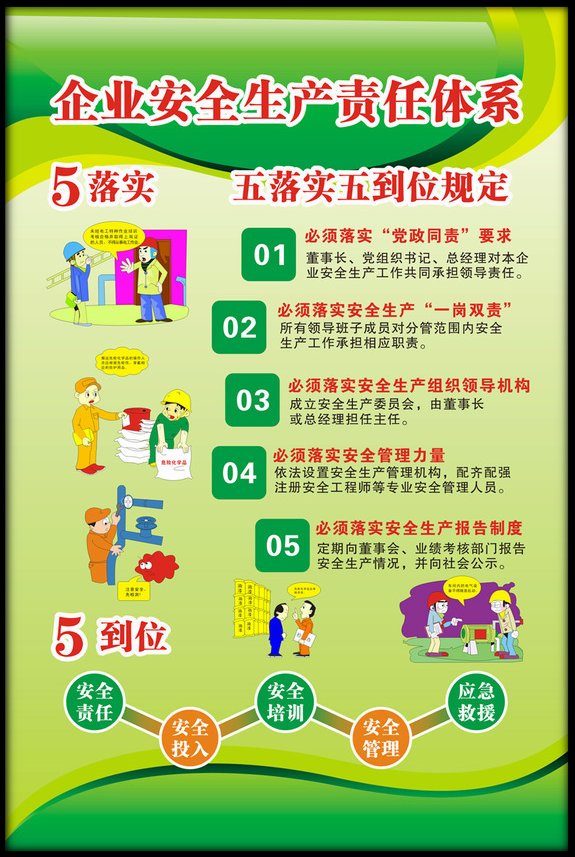 企业安全生产责任体系
5落实
五落实五到位规定
01
必须落实“党政同责”要求
董事长、党组织书记、总经理对本企
业安全生产工作共同承担领导责任。
02
必须落实安全生产“一岗双责”
所有领导班子成员对分管范围内安全
生产工作承担相应职责。
03
必须落实安全生产组织领导机构
成立安全生产委员会，由董事长
或总经理担任主任。
04
必须落实安全管理力量
依法设置安全生产管理机构，配齐配强
注册安全工程师等专业安全管理人员。
05
必须落实安全生产报告制度
定期向董事会、业绩考核部门报告
安全生产情况，并向社会公示。
危险化学品
注意安全，
5到位
安全
责任
安全
投入
安全
培训
安全
管理
应急
救援